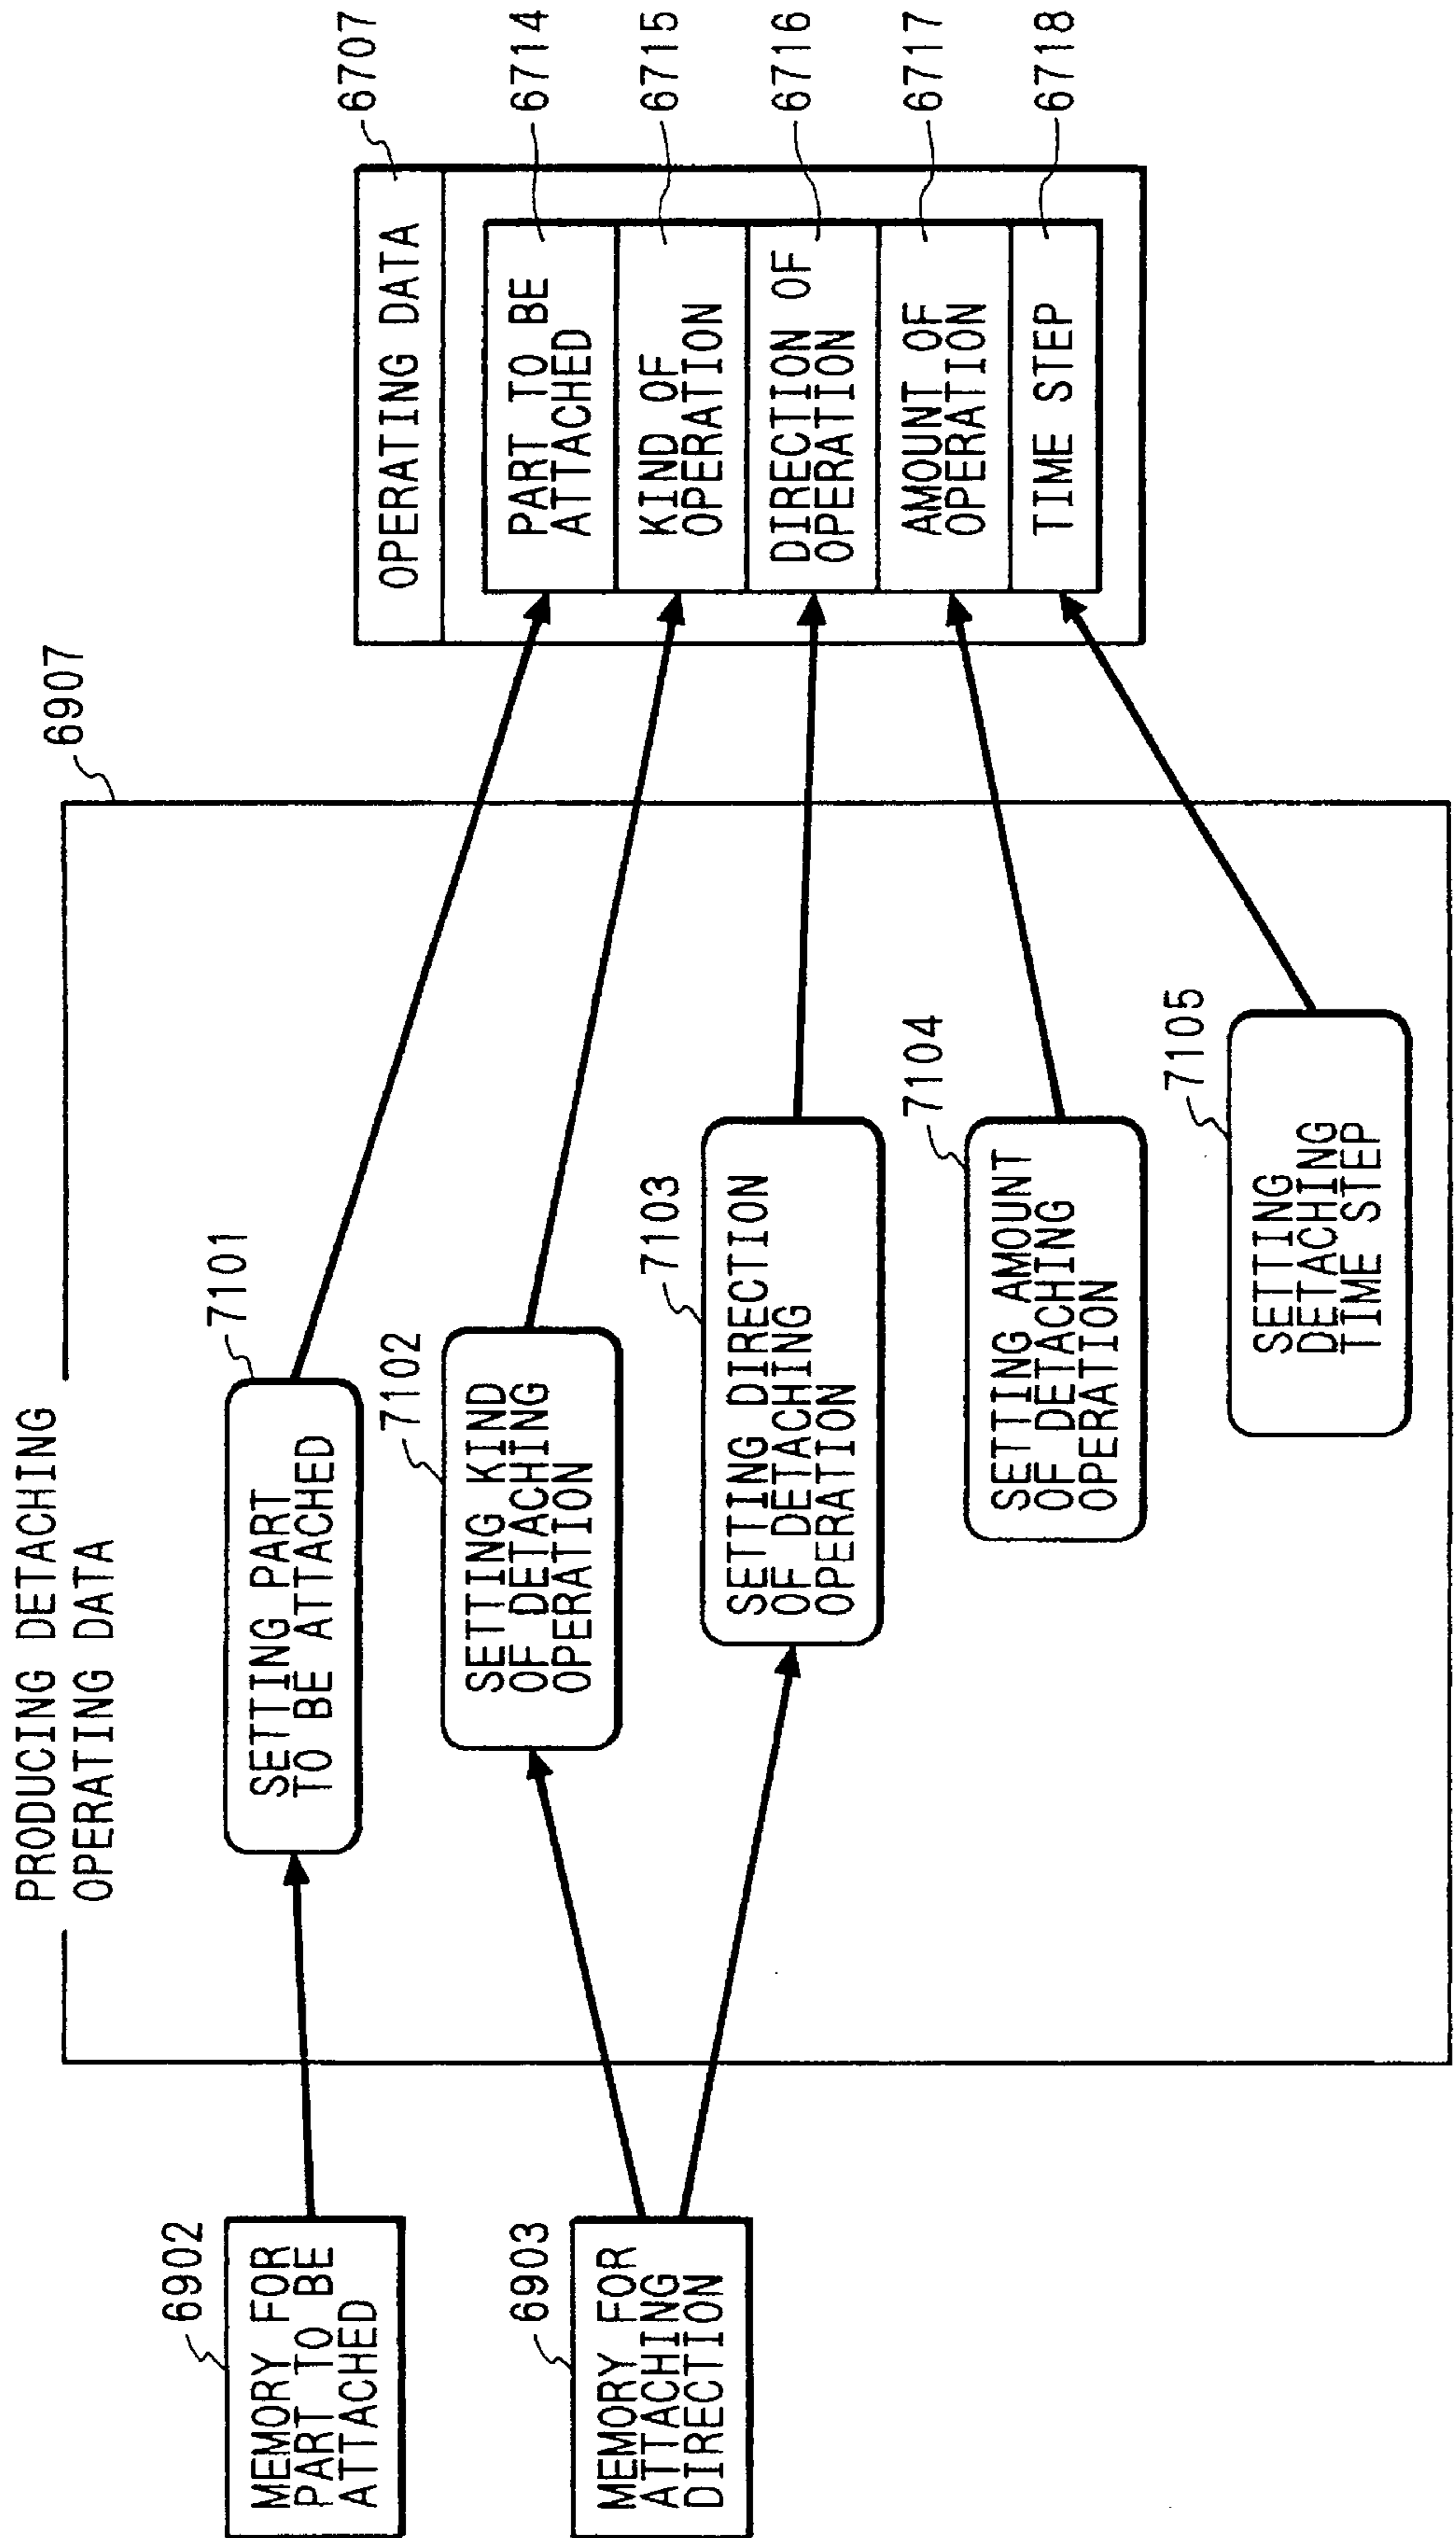 PRODUCING DETACHING
OPERATING DATA
6907
6902
MEMORY FOR
PART TO BE
ATTACHED
6903
MEMORY FOR
ATTACHING
DIRECTION
7101
SETTING PART
TO BE ATTACHED
7102
SETTING KIND
OF DETACHING
OPERATION
7103
SETTING DIRECTION
OF DETACHING
OPERATION
7104
SETTING AMOUNT
OF DETACHING
OPERATION
7105
SETTING
DETACHING
TIME STEP
OPERATING DATA
6707
PART TO BE
ATTACHED
6714
KIND OF
OPERATION
6715
DIRECTION OF
OPERATION
6716
AMOUNT OF
OPERATION
6717
TIME STEP
6718